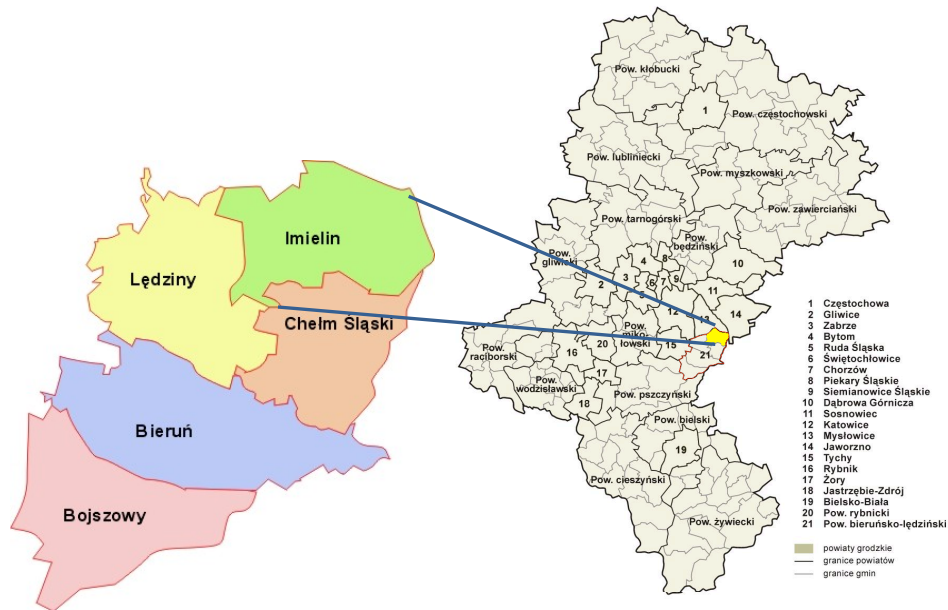 Imielin
Lędziny
Chełm Śląski
Bieruń
Bojszowy
Pow. kłobucki
1
Pow. częstochowski
Pow. lubliniecki
Pow. myszkowski
Pow. zawierciański
Pow. tarnogórski
Pow.
będziński
Pow.
gliwicki
4
8
3
6
7
9
10
2
5
11
12
13
14
Pow.
miko-
łowski
15
21
20
Pow.
raciborski
16
17
Pow.
wodzisławski
18
Pow. pszczyński
Pow. bielski
19
Pow. cieszyński
Pow. żywiecki
1 Częstochowa
2 Gliwice
3 Zabrze
4 Bytom
5 Ruda Śląska
6 Świętochłowice
7 Chorzów
8 Piekary Śląskie
9 Siemianowice Śląskie
10 Dąbrowa Górnicza
11 Sosnowiec
12 Katowice
13 Mysłowice
14 Jaworzno
15 Tychy
16 Rybnik
17 Żory
18 Jastrzębie-Zdrój
19 Bielsko-Biała
20 Pow. rybnicki
21 Pow. bieruńsko-lędziński
powiaty grodzkie
granice powiatów
granice gmin